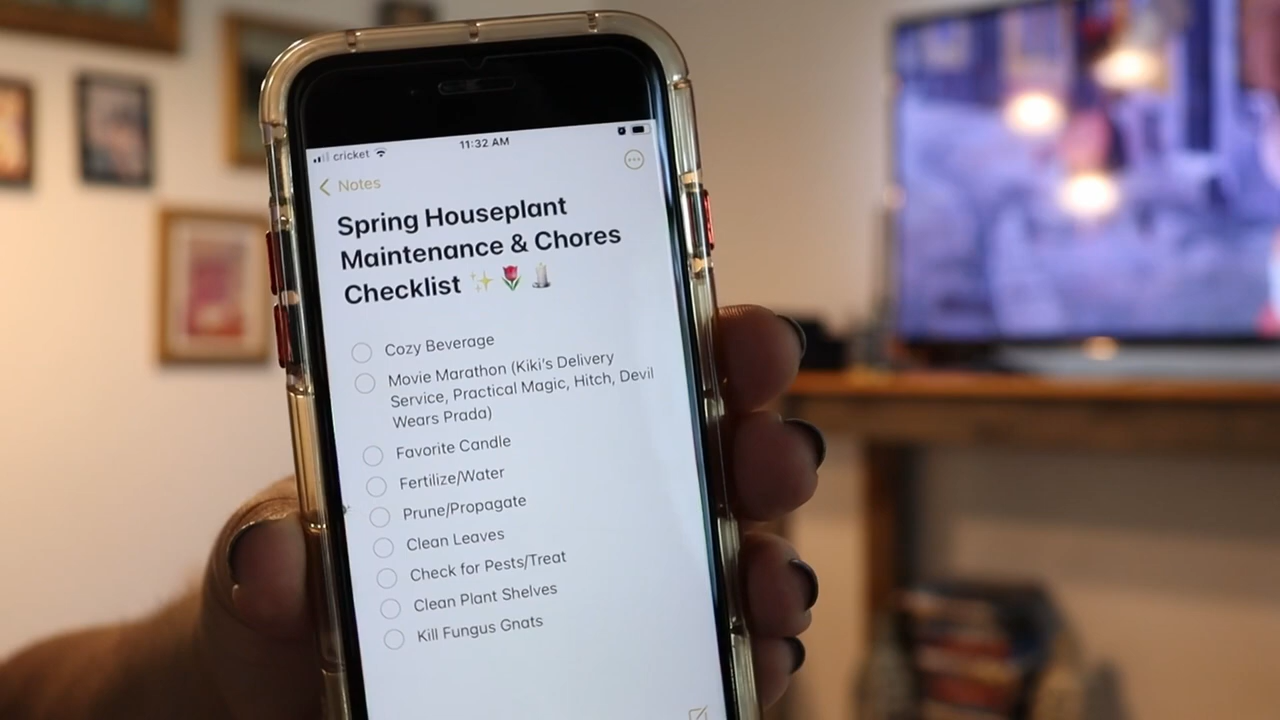 cricket 11:32 AM
Notes
Spring Houseplant
Maintenance & Chores
Checklist ✨🌷🕯️
Cozy Beverage
Movie Marathon (Kiki's Delivery
Service, Practical Magic, Hitch, Devil
Wears Prada)
Favorite Candle
Fertilize/Water
Prune/Propagate
Clean Leaves
Check for Pests/Treat
Clean Plant Shelves
Kill Fungus Gnats